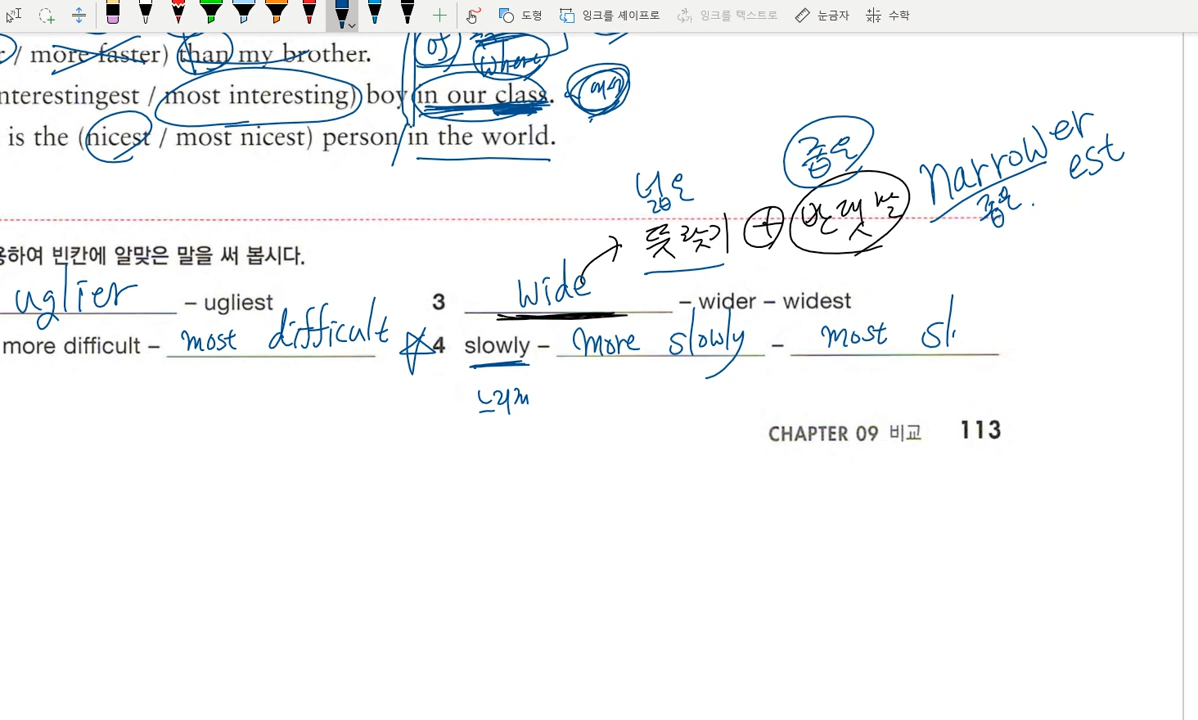 도형 잉크를 셰이프로 잉크를 텍스트로 눈금자 수학
/ more faster) than my brother.
of
where
nterestingest / most interesting) boy in our class.
is the (nicest / most nicest) person in the world.
좁은
narrower
est
좁은.
넓은
뜻찾기 + 반댓말
용하여 빈칸에 알맞은 말을 써 봅시다.
uglier – ugliest
3 wide – wider – widest
more difficult – most difficult
4 slowly – more slowly – most sl
느리게
CHAPTER 09 비교 113